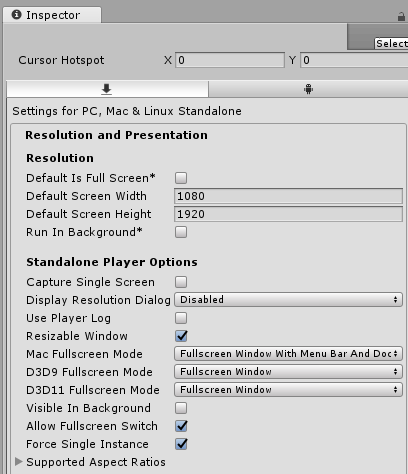 Inspector
Select
Cursor Hotspot X 0 Y 0
Settings for PC, Mac & Linux Standalone
Resolution and Presentation
Resolution
Default Is Full Screen*
Default Screen Width 1080
Default Screen Height 1920
Run In Background*
Standalone Player Options
Capture Single Screen
Display Resolution Dialog Disabled
Use Player Log
Resizable Window
Mac Fullscreen Mode Fullscreen Window With Menu Bar And Doc
D3D9 Fullscreen Mode Fullscreen Window
D3D11 Fullscreen Mode Fullscreen Window
Visible In Background
Allow Fullscreen Switch
Force Single Instance
Supported Aspect Ratios